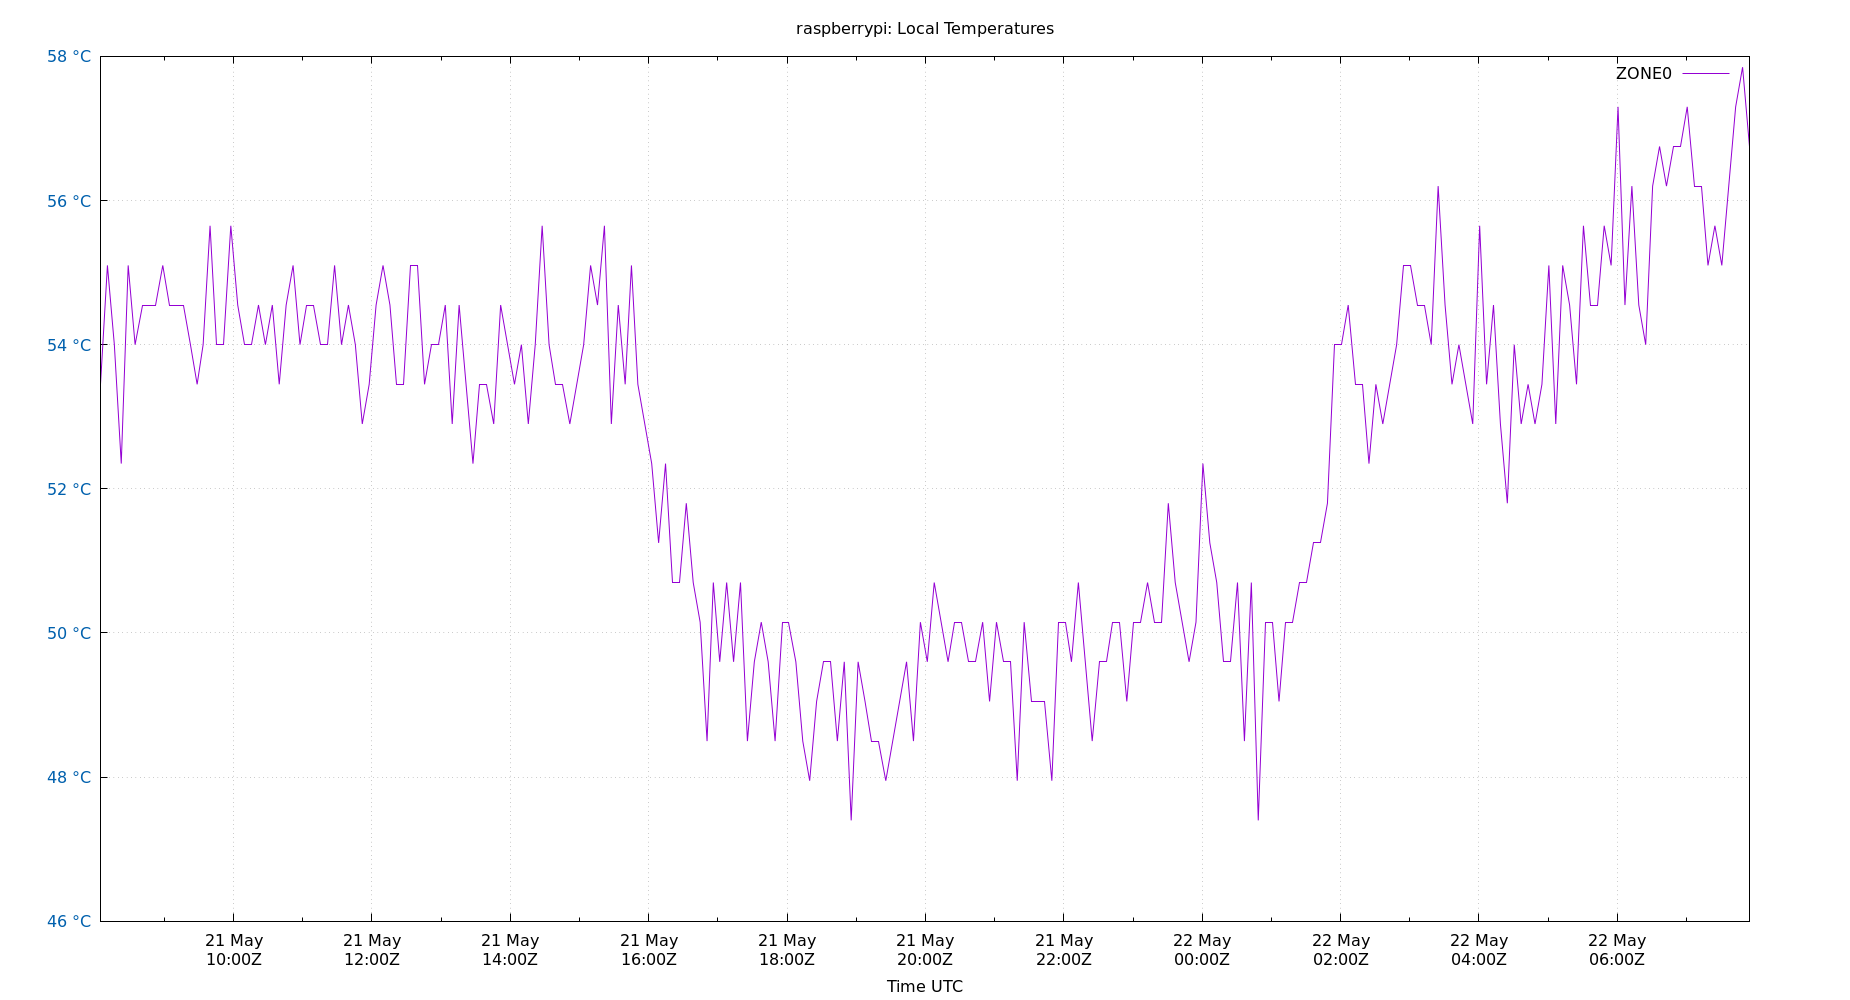 raspberrypi: Local Temperatures
58 °C
ZONE0
56 °C
54 °C
52 °C
50 °C
48 °C
46 °C
21 May 21 May 21 May 21 May 21 May 21 May 21 May 22 May 22 May 22 May 22 May
10:00Z 12:00Z 14:00Z 16:00Z 18:00Z 20:00Z 22:00Z 00:00Z 02:00Z 04:00Z 06:00Z
Time UTC